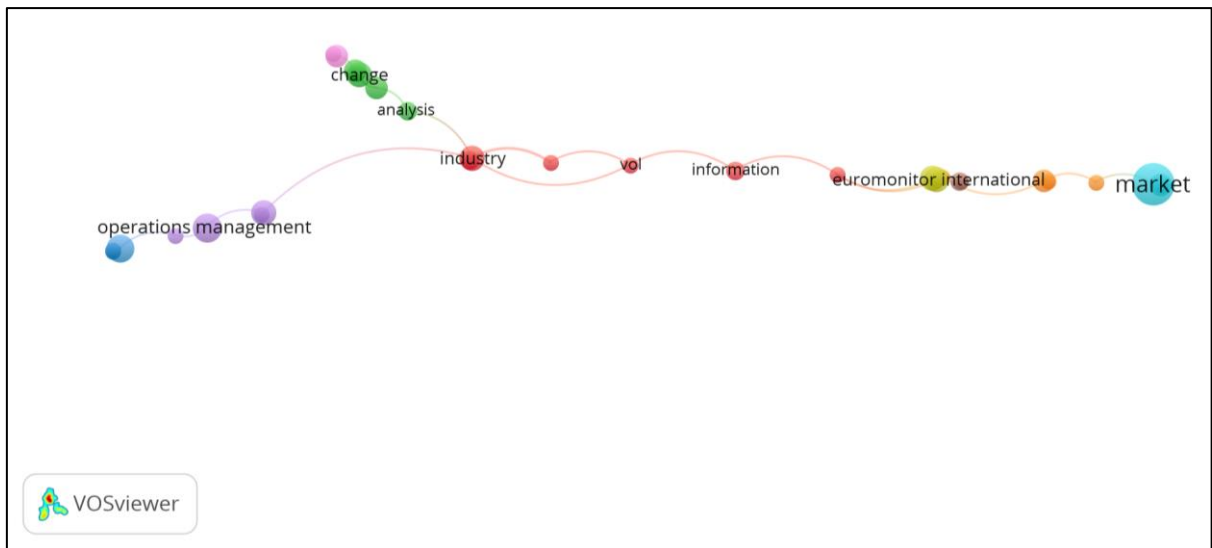 change
analysis
industry
vol
information
euromonitor international
market
operations management
VOSviewer